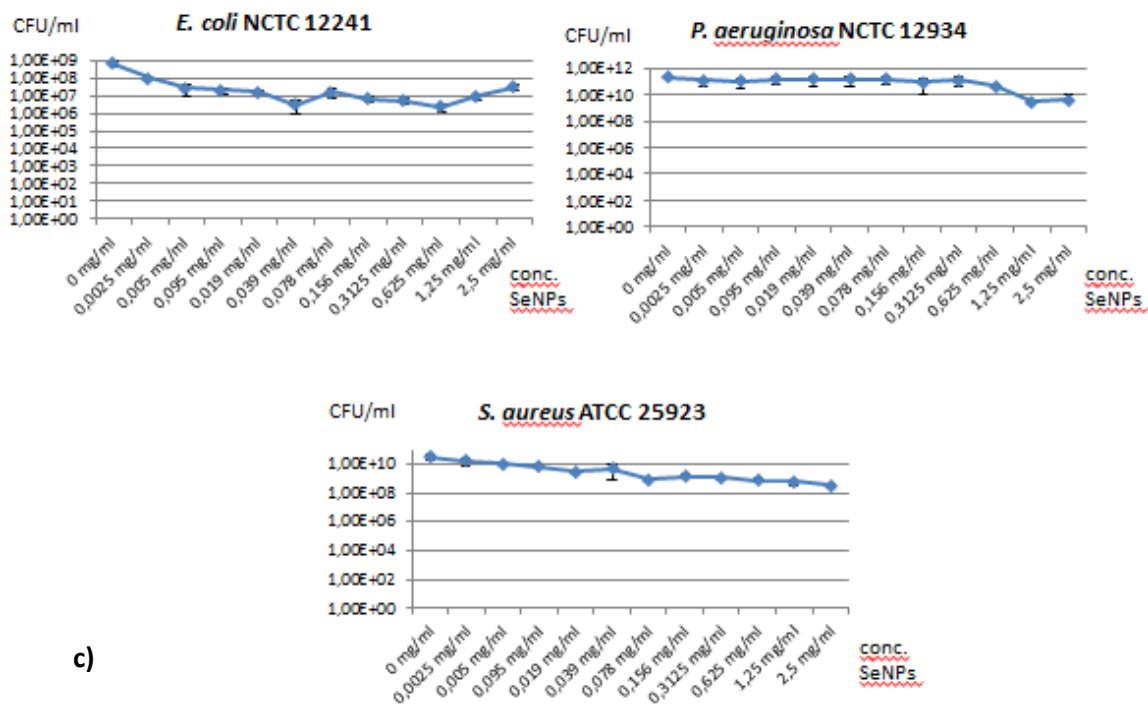 CFU/ml
E. coli NCTC 12241
1,00E+09
1,00E+08
1,00E+07
1,00E+06
1,00E+05
1,00E+04
1,00E+03
1,00E+02
1,00E+01
1,00E+00
0 mg/ml
0,0025 mg/ml
0,005 mg/ml
0,095 mg/ml
0,019 mg/ml
0,039 mg/ml
0,078 mg/ml
0,156 mg/ml
0,3125 mg/ml
0,625 mg/ml
1,25 mg/ml
2,5 mg/ml
conc.
SeNPs
CFU/ml
P. aeruginosa NCTC 12934
1,00E+12
1,00E+10
1,00E+08
1,00E+06
1,00E+04
1,00E+02
1,00E+00
0 mg/ml
0,0025 mg/ml
0,005 mg/ml
0,095 mg/ml
0,019 mg/ml
0,039 mg/ml
0,078 mg/ml
0,156 mg/ml
0,3125 mg/ml
0,625 mg/ml
1,25 mg/ml
2,5 mg/ml
conc.
SeNPs
CFU/ml
S. aureus ATCC 25923
1,00E+10
1,00E+08
1,00E+06
1,00E+04
1,00E+02
1,00E+00
0 mg/ml
0,0025 mg/ml
0,005 mg/ml
0,095 mg/ml
0,019 mg/ml
0,039 mg/ml
0,078 mg/ml
0,156 mg/ml
0,3125 mg/ml
0,625 mg/ml
1,25 mg/ml
2,5 mg/ml
conc.
SeNPs
c)